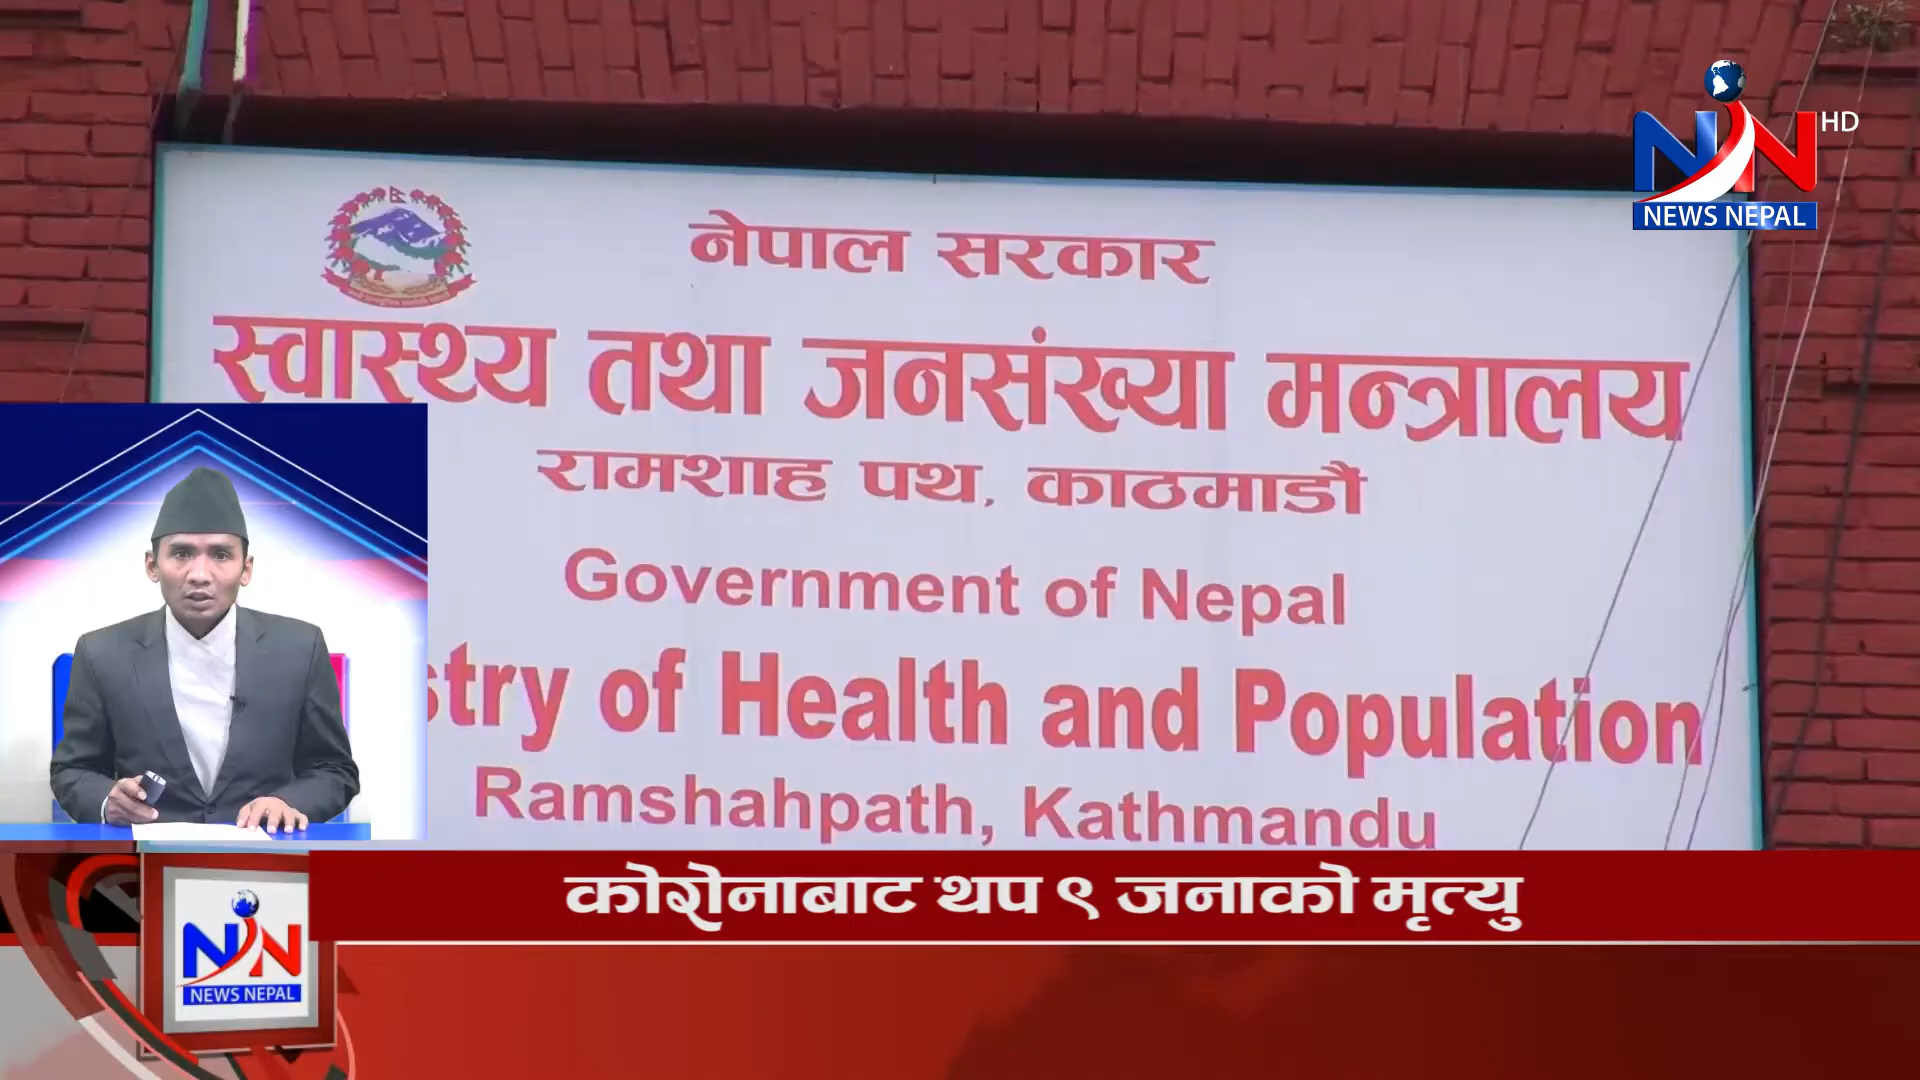 HD
NEWS NEPAL
नेपाल सरकार
स्वास्थ्य तथा जनसंख्या मन्त्रालय
रामशाह पथ, काठमाडौं
Government of Nepal
stry of Health and Population
Ramshahpath, Kathmandu
कोरोनाबाट थप ९ जनाको मृत्यु
NEWS NEPAL